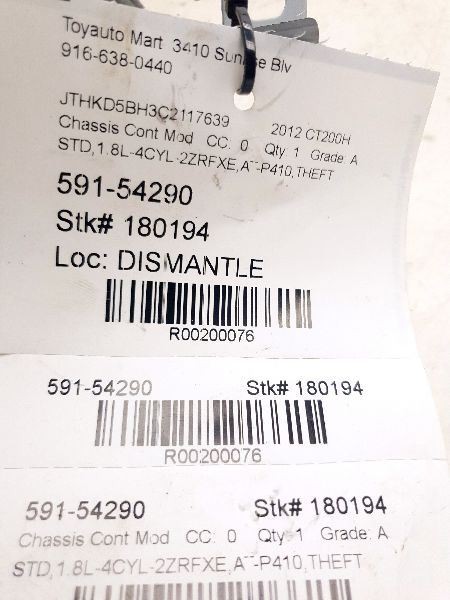 Toyauto Mart 3410 Sunrise Blv
916-638-0440
JTHKD5BH3C2117639 2012 CT200H
Chassis Cont Mod CC: 0 Qty 1 Grade: A
STD,1.8L-4CYL-2ZRFXE,AT-P410,THEFT
591-54290
Stk# 180194
Loc: DISMANTLE
R00200076
591-54290 Stk# 180194
R00200076
591-54290 Stk# 180194
Chassis Cont Mod CC: 0 Qty 1 Grade: A
STD,1.8L-4CYL-2ZRFXE,AT-P410,THEFT